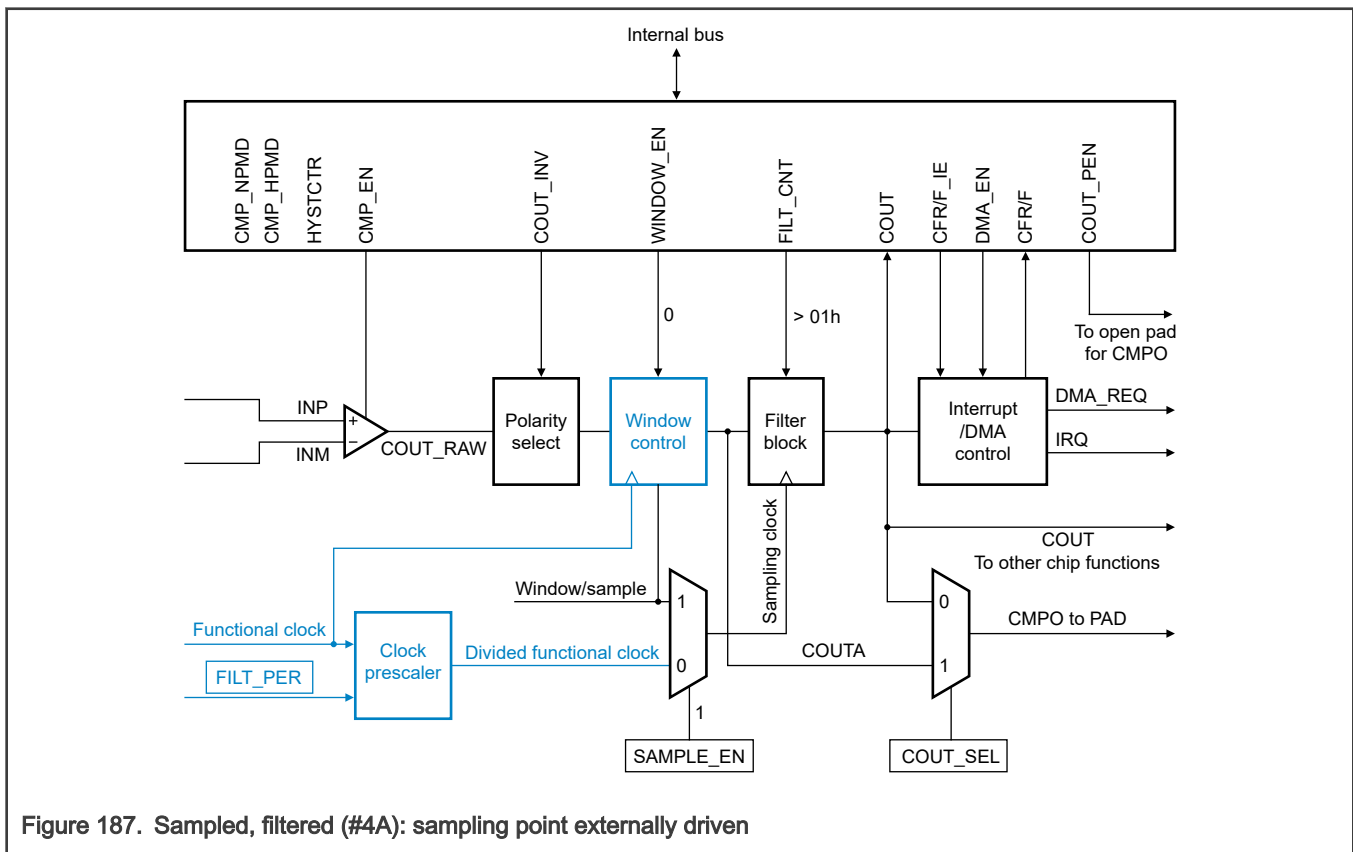 Internal bus
CMP_NPMD
CMP_HPMD
HYSTCTR
CMP_EN
COUT_INV
WINDOW_EN
FILT_CNT
COUT
CFR/F_IE
DMA_EN
CFR/F
COUT_PEN
0
> 01h
To open pad
for CMPO
INP
+
−
INM
COUT_RAW
Polarity
select
Window
control
Filter
block
Interrupt
/DMA
control
DMA_REQ
IRQ
Sampling clock
COUT
To other chip functions
Window/sample
1
0
CMPO to PAD
Functional clock
Clock
prescaler
Divided functional clock
0
COUTA
1
FILT_PER
1
SAMPLE_EN
COUT_SEL
Figure 187. Sampled, filtered (#4A): sampling point externally driven